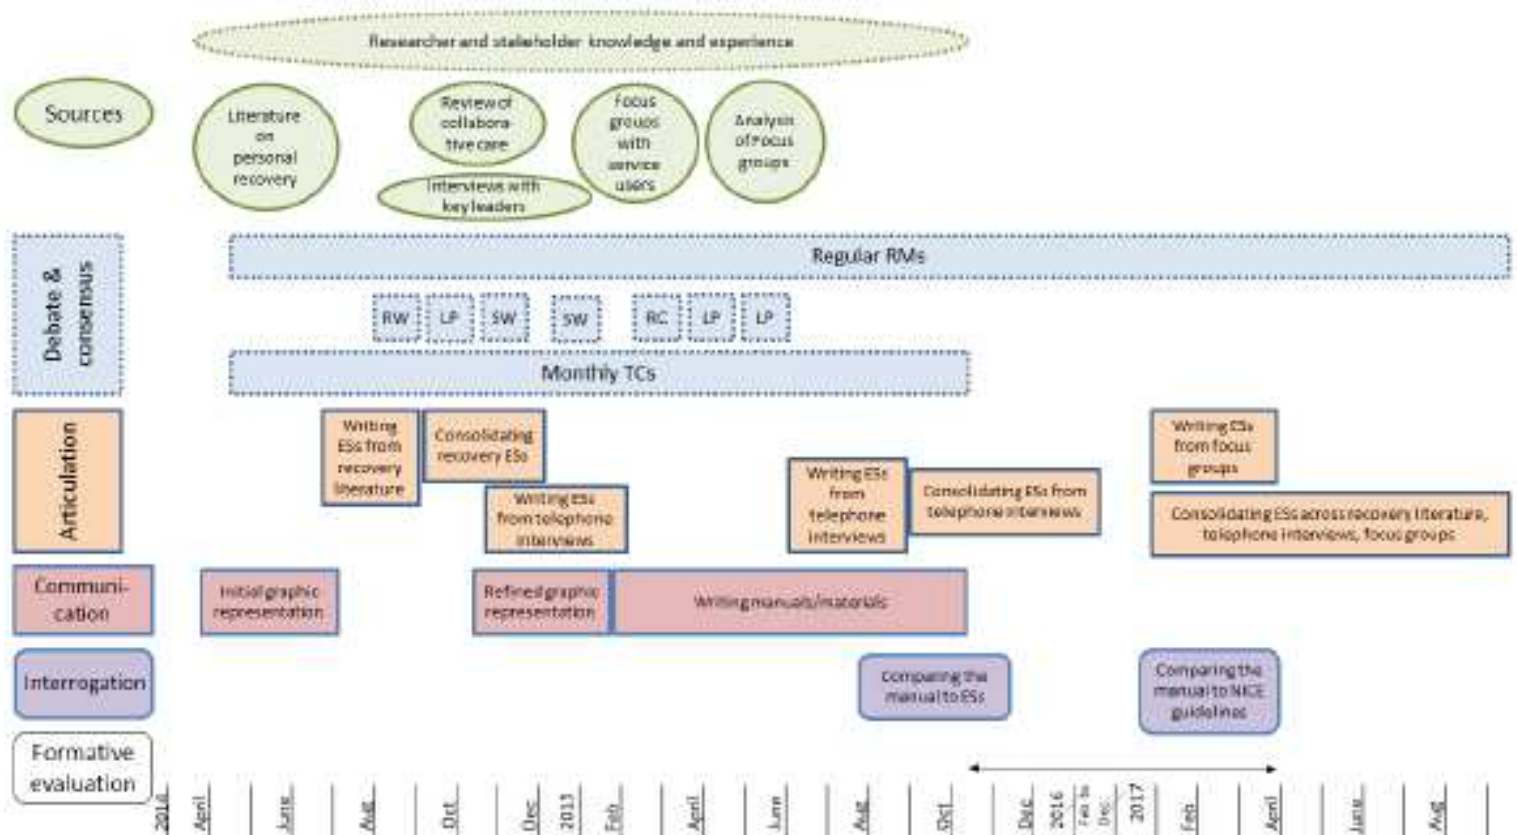 Researcher and stakeholder knowledge and experience
Sources
Literature
on
personal
recovery
Review of
collabora-
tive care
Interviews with
key leaders
Focus
groups
with
service
users
Analysis
of Focus
groups
Debate &
consensus
Regular RMs
RW
LP
SW
SW
RC
LP
LP
Monthly TCs
Articulation
Writing
ESs from
recovery
literature
Consolidating
recovery ESs
Writing ESs
from telephone
interviews
Writing ESs
from
telephone
interviews
Consolidating ESs from
telephone interviews
Writing ESs
from focus
groups
Consolidating ESs across recovery literature,
telephone interviews, focus groups
Communi-
cation
Initial graphic
representation
Refined graphic
representation
Writing manuals/materials
Interrogation
Comparing the
manual to ESs
Comparing the
manual to NICE
guidelines
Formative
evaluation
2014
April
June
Aug
Oct
Dec
Feb
April
June
Aug
Oct
Dec
2016
Feb to
Dec
2017
Feb
April
June
Aug